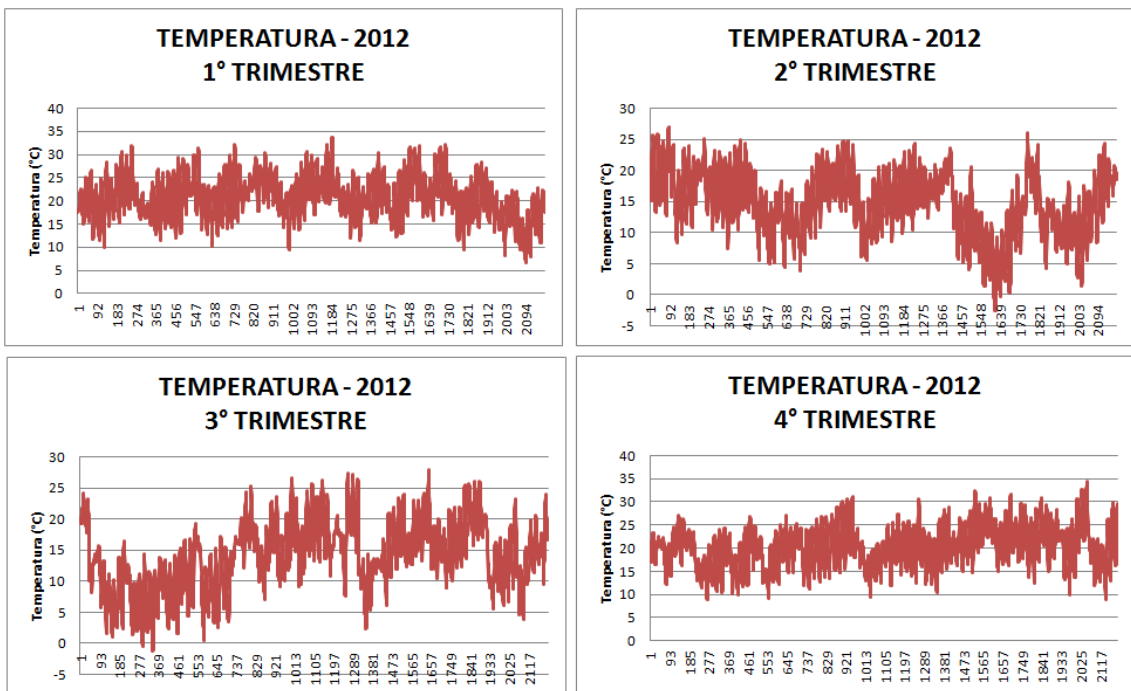 TEMPERATURA - 2012
1° TRIMESTRE
Temperatura (°C)
40
35
30
25
20
15
10
5
0
1 92 183 274 365 456 547 638 729 820 911 1002 1093 1184 1275 1366 1457 1548 1639 1730 1821 1912 2003 2094
TEMPERATURA - 2012
2° TRIMESTRE
Temperatura (°C)
30
25
20
15
10
5
0
-5
1 92 183 274 365 456 547 638 729 820 911 1002 1093 1184 1275 1366 1457 1548 1639 1730 1821 1912 2003 2094
TEMPERATURA - 2012
3° TRIMESTRE
Temperatura (°C)
30
25
20
15
10
5
0
-5
1 93 185 277 369 461 553 645 737 829 921 1013 1105 1197 1289 1381 1473 1565 1657 1749 1841 1933 2025 2117
TEMPERATURA - 2012
4° TRIMESTRE
Temperatura (°C)
40
35
30
25
20
15
10
5
0
1 93 185 277 369 461 553 645 737 829 921 1013 1105 1197 1289 1381 1473 1565 1657 1749 1841 1933 2025 2117